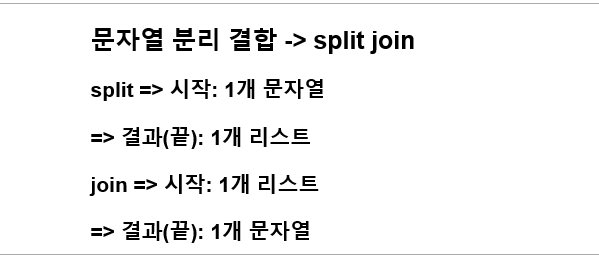 문자열 분리 결합 -> split join
split => 시작: 1개 문자열
=> 결과(끝): 1개 리스트
join => 시작: 1개 리스트
=> 결과(끝): 1개 문자열